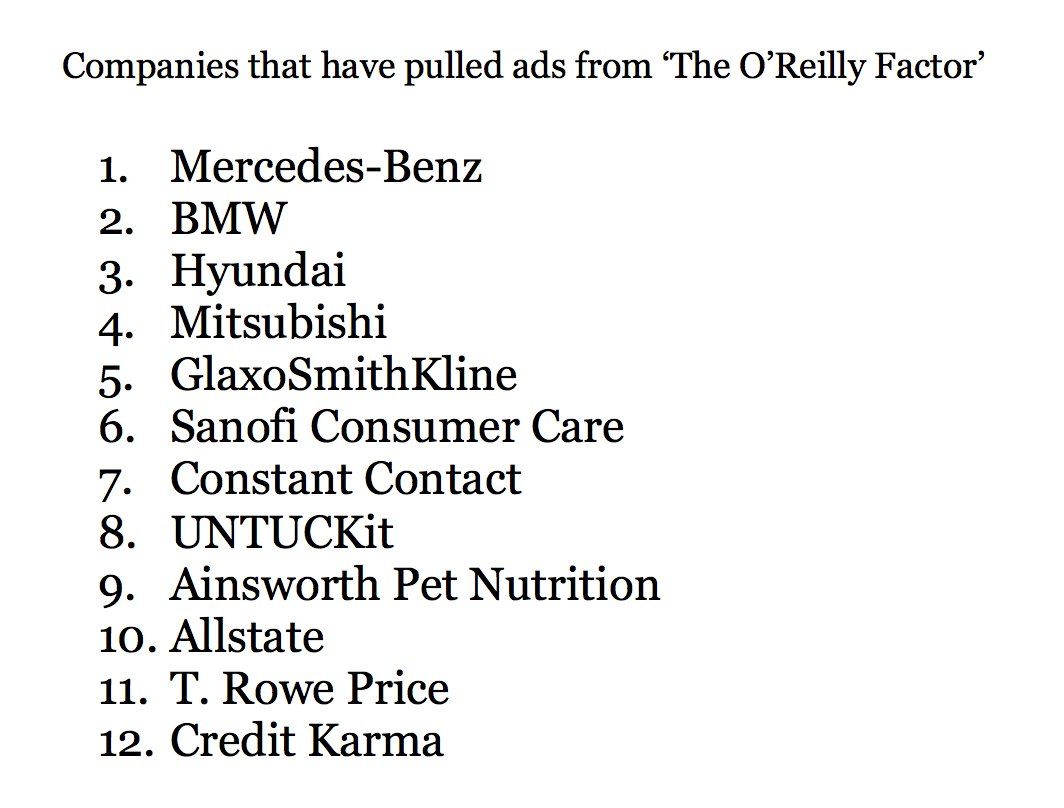 Companies that have pulled ads from ‘The O’Reilly Factor’
1. Mercedes-Benz
2. BMW
3. Hyundai
4. Mitsubishi
5. GlaxoSmithKline
6. Sanofi Consumer Care
7. Constant Contact
8. UNTUCKit
9. Ainsworth Pet Nutrition
10. Allstate
11. T. Rowe Price
12. Credit Karma